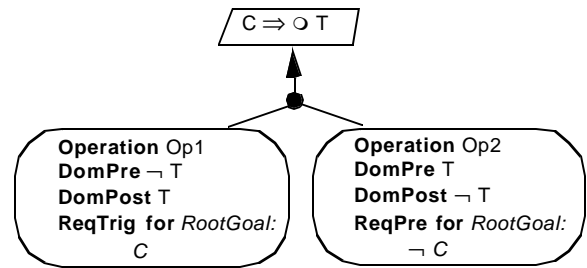 C ⇒ ○ T
Operation Op1
DomPre ¬ T
DomPost T
ReqTrig for RootGoal:
C
Operation Op2
DomPre T
DomPost ¬ T
ReqPre for RootGoal:
¬ C